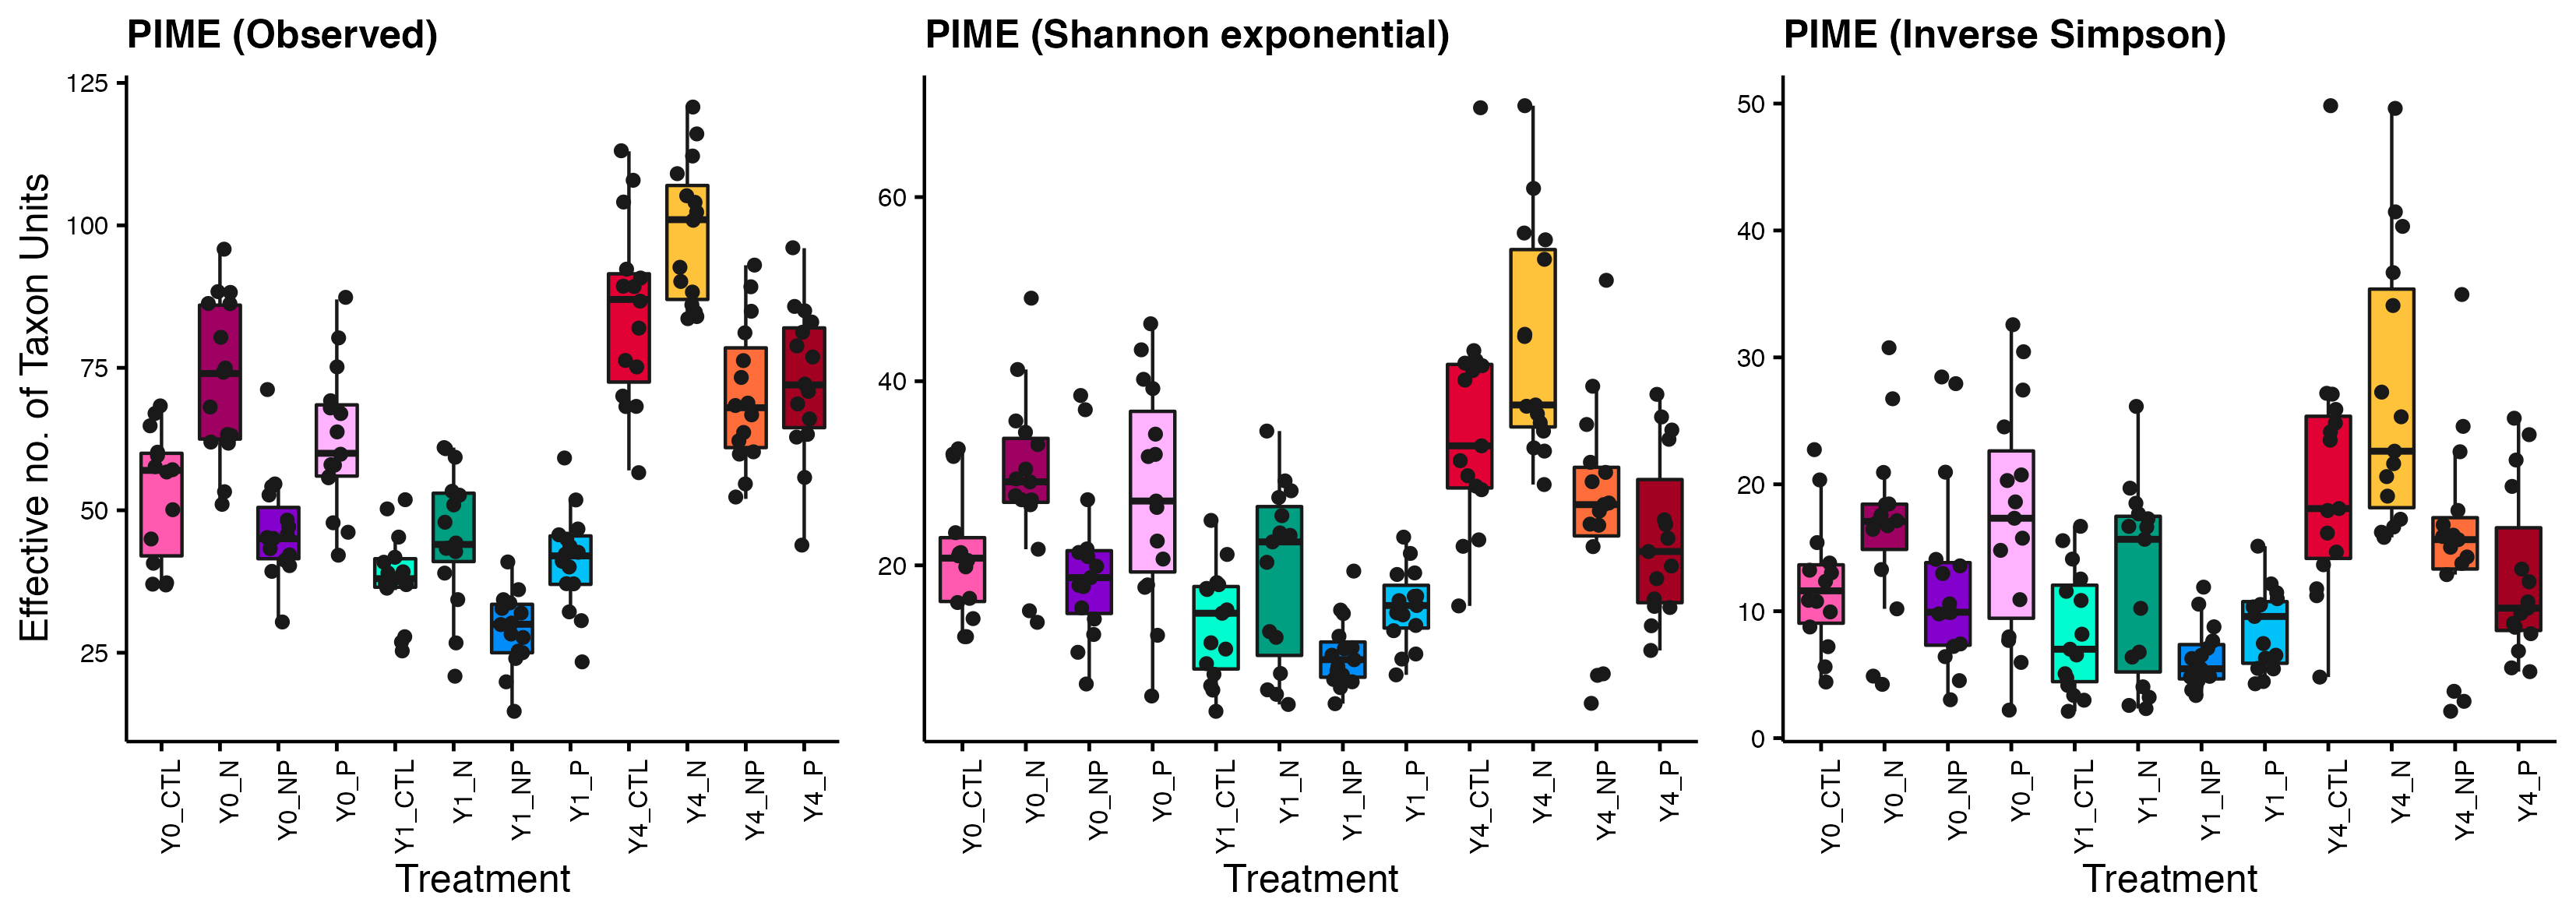 PIME (Observed)
PIME (Shannon exponential)
PIME (Inverse Simpson)
Effective no. of Taxon Units
125
100
75
50
25
Y0_CTL
Y0_N
Y0_NP
Y0_P
Y1_CTL
Y1_N
Y1_NP
Y1_P
Y4_CTL
Y4_N
Y4_NP
Y4_P
Treatment
60
40
20
Y0_CTL
Y0_N
Y0_NP
Y0_P
Y1_CTL
Y1_N
Y1_NP
Y1_P
Y4_CTL
Y4_N
Y4_NP
Y4_P
Treatment
50
40
30
20
10
0
Y0_CTL
Y0_N
Y0_NP
Y0_P
Y1_CTL
Y1_N
Y1_NP
Y1_P
Y4_CTL
Y4_N
Y4_NP
Y4_P
Treatment